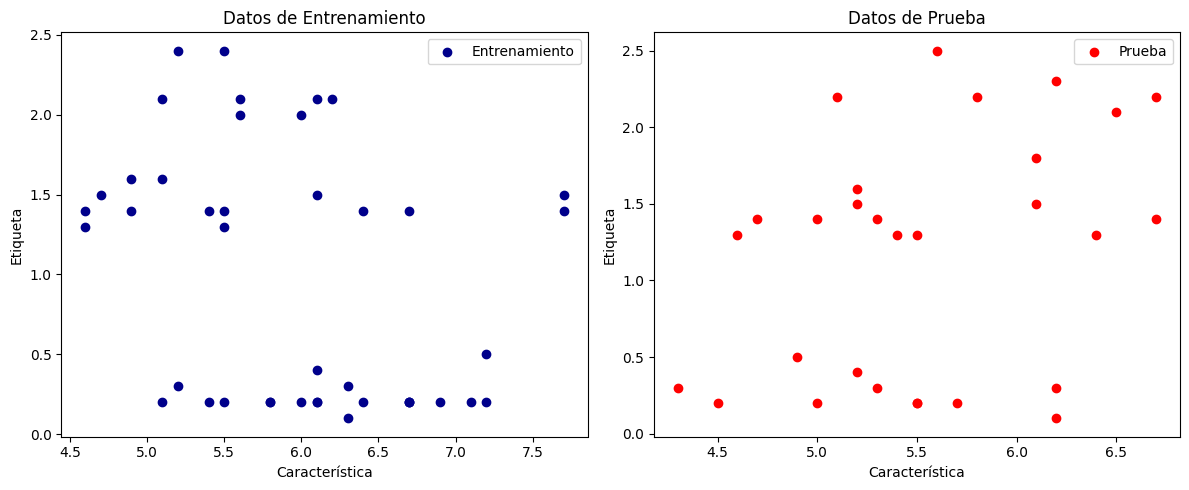 Datos de Entrenamiento
Entrenamiento
2.5
2.0
1.5
1.0
0.5
0.0
Etiqueta
4.5 5.0 5.5 6.0 6.5 7.0 7.5
Característica
Datos de Prueba
Prueba
2.5
2.0
1.5
1.0
0.5
0.0
Etiqueta
4.5 5.0 5.5 6.0 6.5
Característica